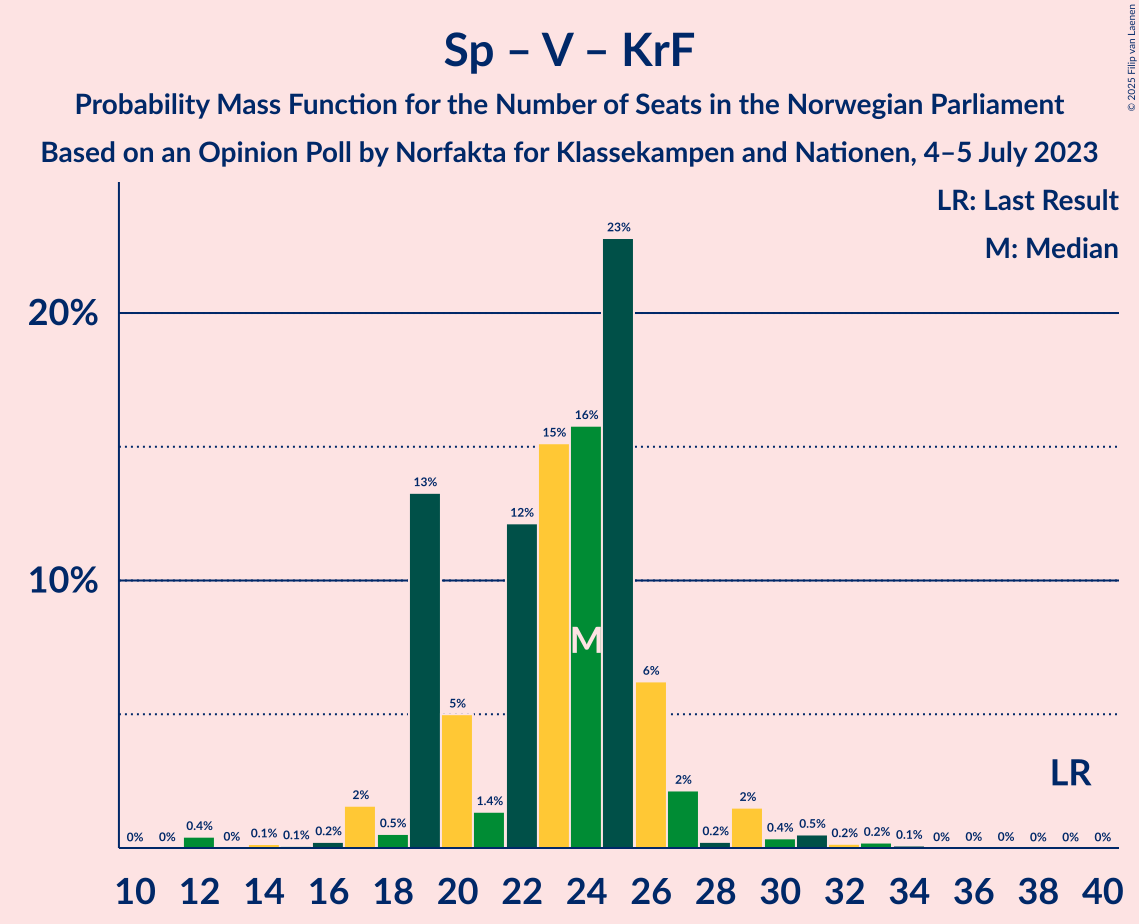 © 2025 Filip van Laenen
Sp – V – KrF
Probability Mass Function for the Number of Seats in the Norwegian Parliament
Based on an Opinion Poll by Norfakta for Klassekampen and Nationen, 4–5 July 2023
LR: Last Result
M: Median
20%
10%
0% 0% 0.4% 0% 0.1% 0.1% 0.2% 2% 0.5% 13% 5% 1.4% 12% 15% 16% 23% 6% 2% 0.2% 2% 0.4% 0.5% 0.2% 0.2% 0.1% 0% 0% 0% 0% 0% 0%
M
LR
10 12 14 16 18 20 22 24 26 28 30 32 34 36 38 40